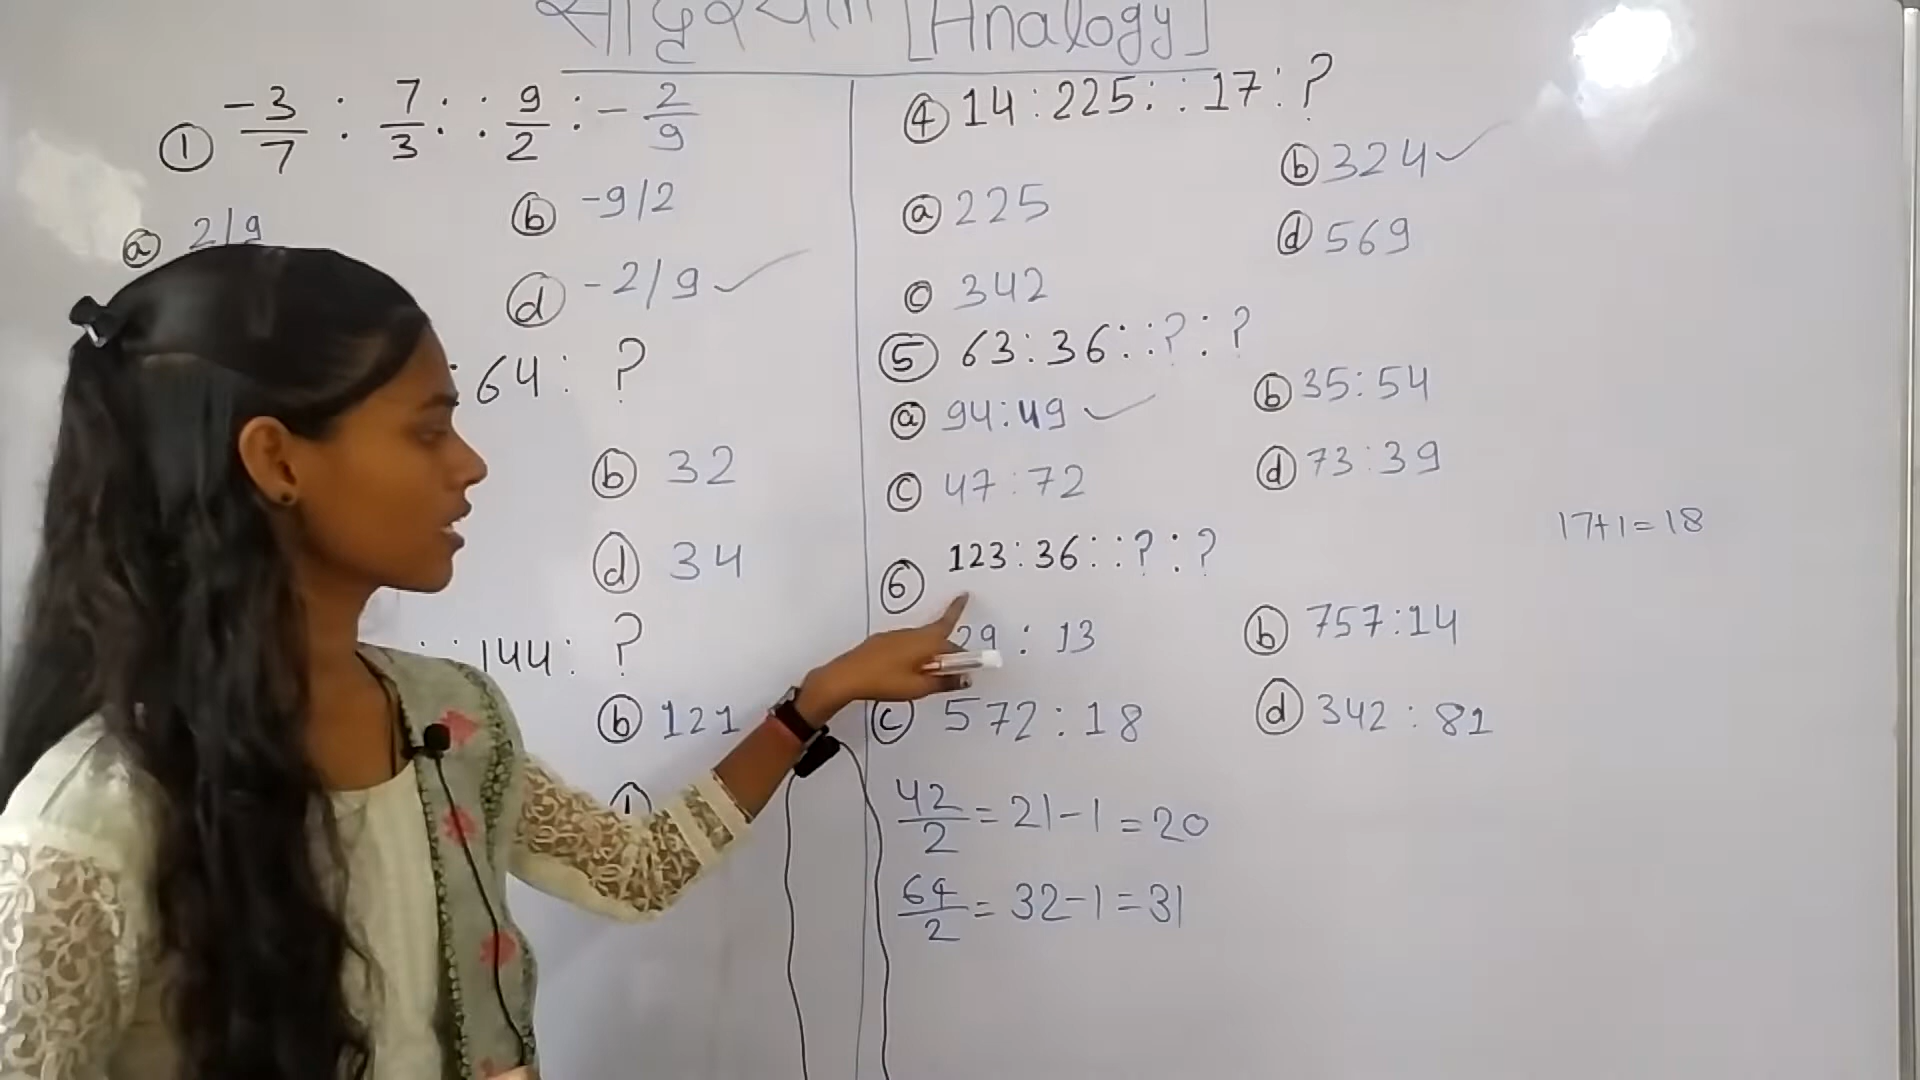 सादृश्यता [Analogy]
① -3/7 : 7/3 :: 9/2 : -2/9
ⓐ 2/9
ⓑ -9/2
ⓓ -2/9 ✓
: 64 : ?
ⓑ 32
ⓓ 34
:: 144 : ?
ⓑ 121
④ 14 : 225 :: 17 : ?
ⓐ 225
ⓑ 324 ✓
ⓒ 342
ⓓ 569
⑤ 63 : 36 :: ? : ?
ⓐ 94 : 49 ✓
ⓑ 35 : 54
ⓒ 47 : 72
ⓓ 73 : 39
⑥ 123 : 36 :: ? : ?
29 : 13
ⓑ 757 : 14
ⓒ 572 : 18
ⓓ 342 : 81
42/2 = 21-1 = 20
64/2 = 32-1 = 31
17+1 = 18